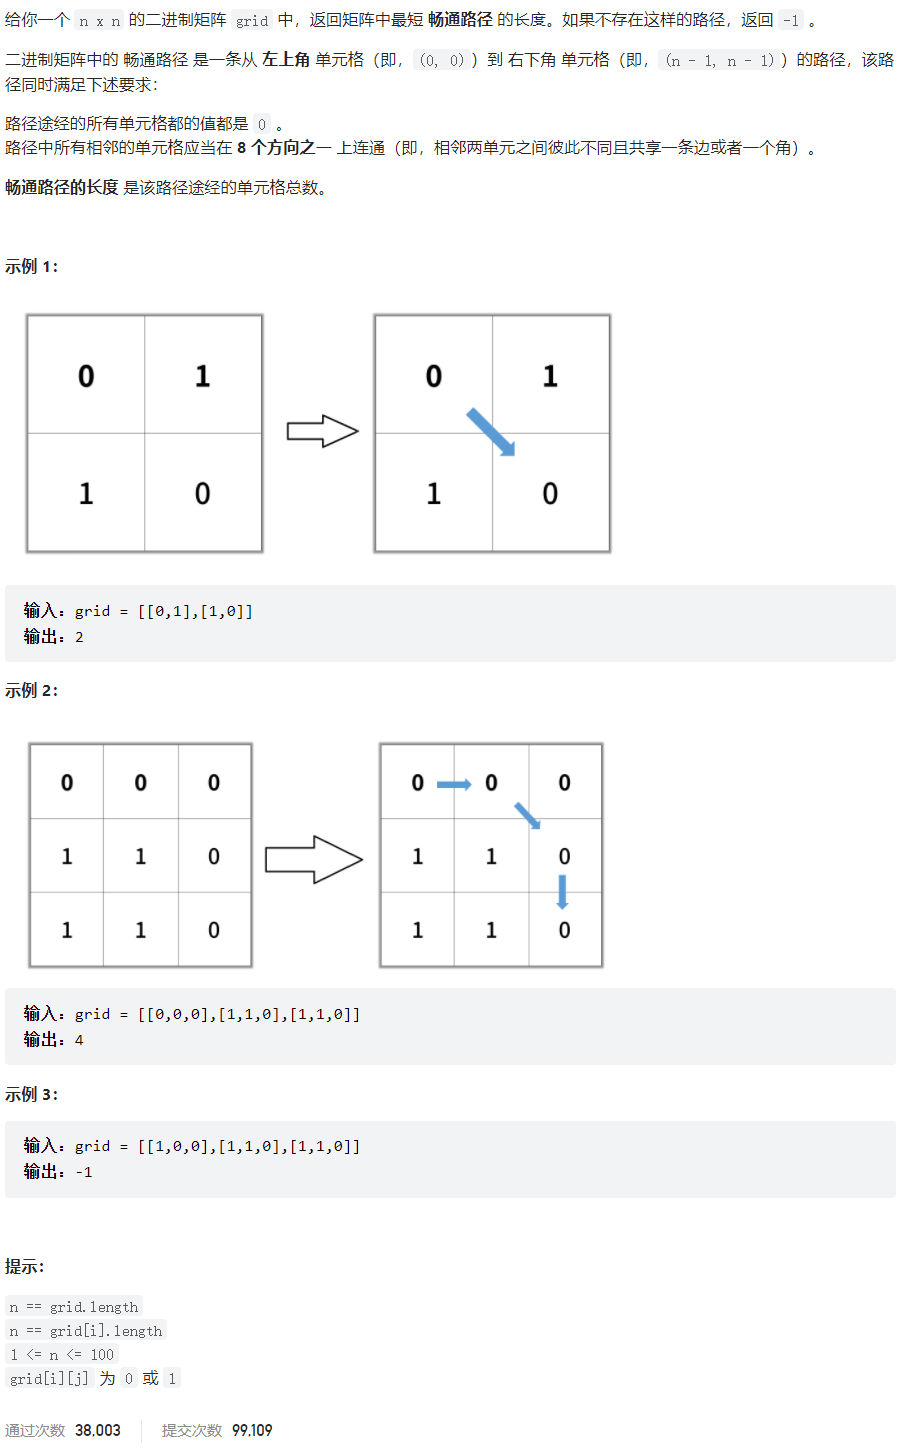 给你一个 n x n 的二进制矩阵 grid 中，返回矩阵中最短 畅通路径 的长度。如果不存在这样的路径，返回 -1 。
二进制矩阵中的 畅通路径 是一条从 左上角 单元格（即，(0, 0)）到 右下角 单元格（即，(n - 1, n - 1)）的路径，该路
径同时满足下述要求：
路径途经的所有单元格都的值都是 0 。
路径中所有相邻的单元格应当在 8 个方向之一 上连通（即，相邻两单元之间彼此不同且共享一条边或者一个角）。
畅通路径的长度 是该路径途经的单元格总数。
示例 1：
0 1 0 1
1 0 1 0
输入：grid = [[0,1],[1,0]]
输出：2
示例 2：
0 0 0 0 0 0
1 1 0 1 1 0
1 1 0 1 1 0
输入：grid = [[0,0,0],[1,1,0],[1,1,0]]
输出：4
示例 3：
输入：grid = [[1,0,0],[1,1,0],[1,1,0]]
输出：-1
提示：
n == grid.length
n == grid[i].length
1 <= n <= 100
grid[i][j] 为 0 或 1
通过次数 38,003 提交次数 99,109